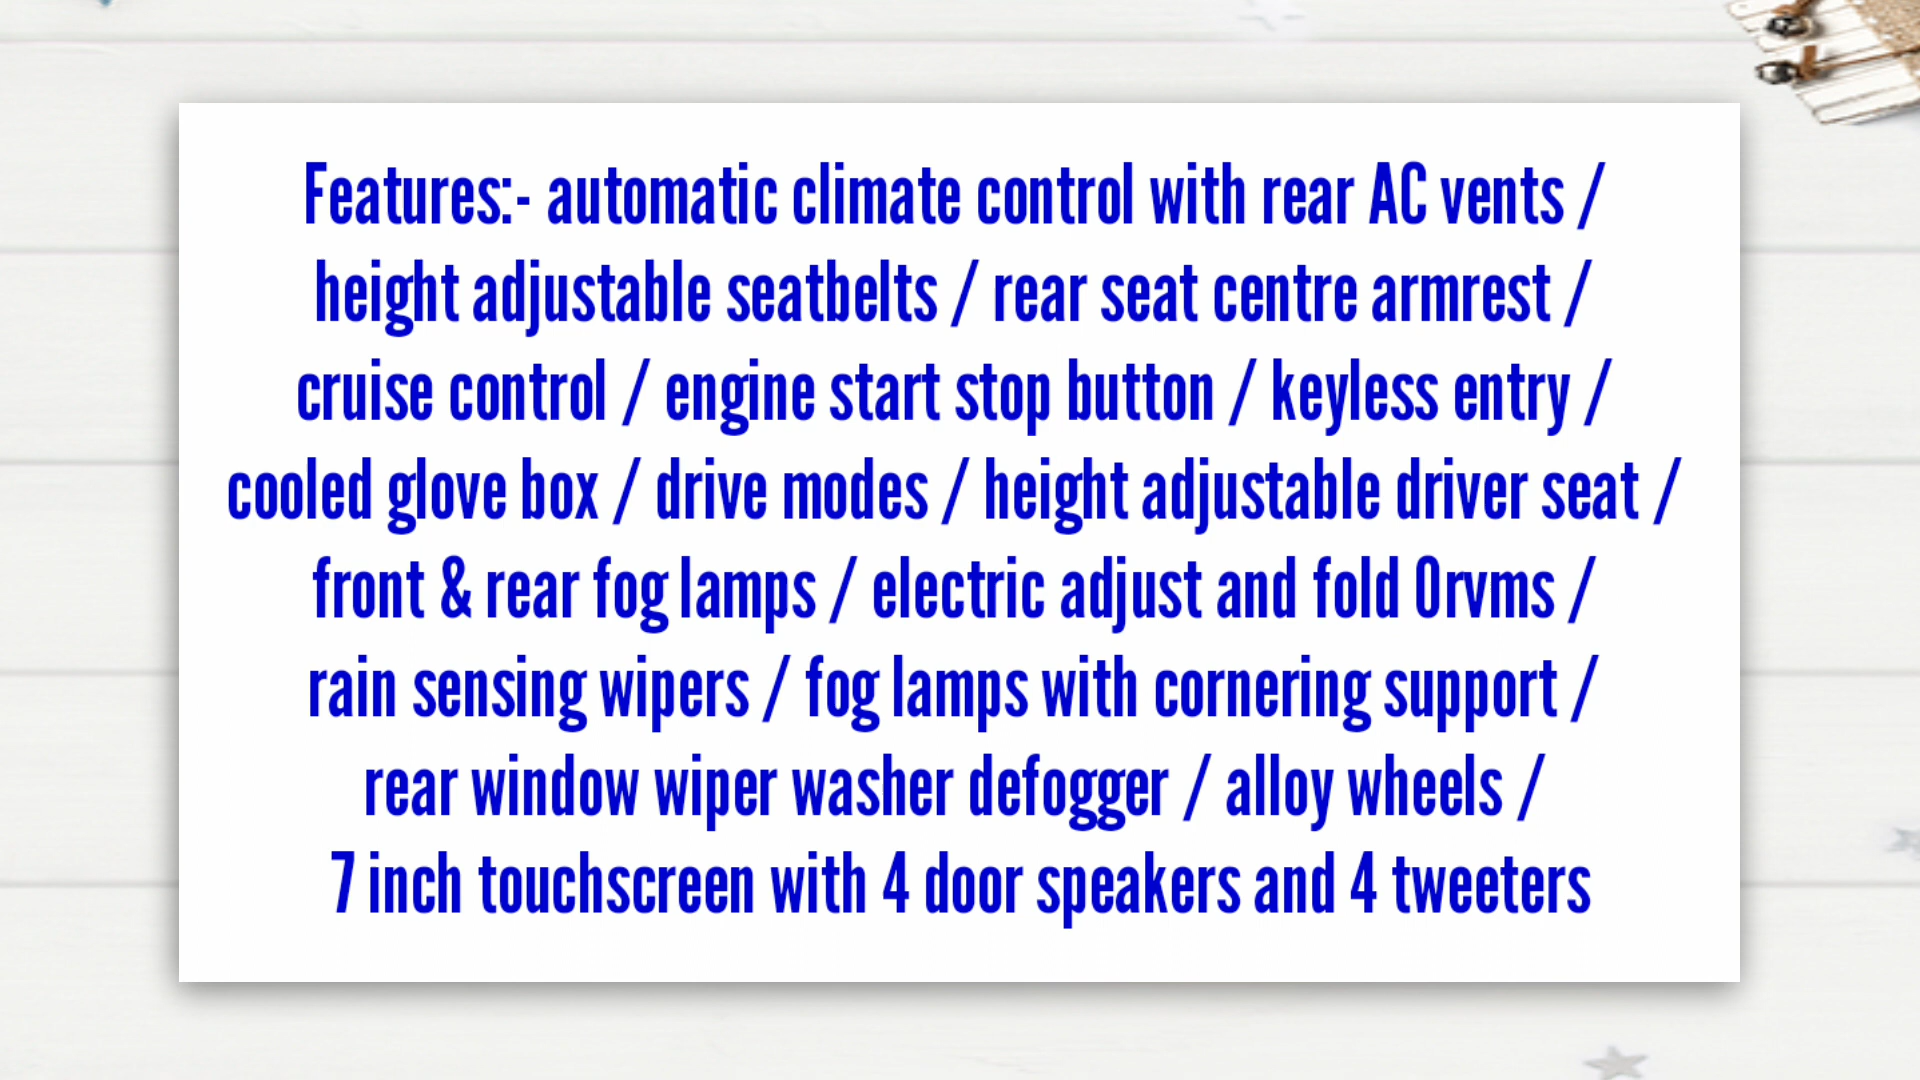 Features:- automatic climate control with rear AC vents /
height adjustable seatbelts / rear seat centre armrest /
cruise control / engine start stop button / keyless entry /
cooled glove box / drive modes / height adjustable driver seat /
front & rear fog lamps / electric adjust and fold Orvms /
rain sensing wipers / fog lamps with cornering support /
rear window wiper washer defogger / alloy wheels /
7 inch touchscreen with 4 door speakers and 4 tweeters